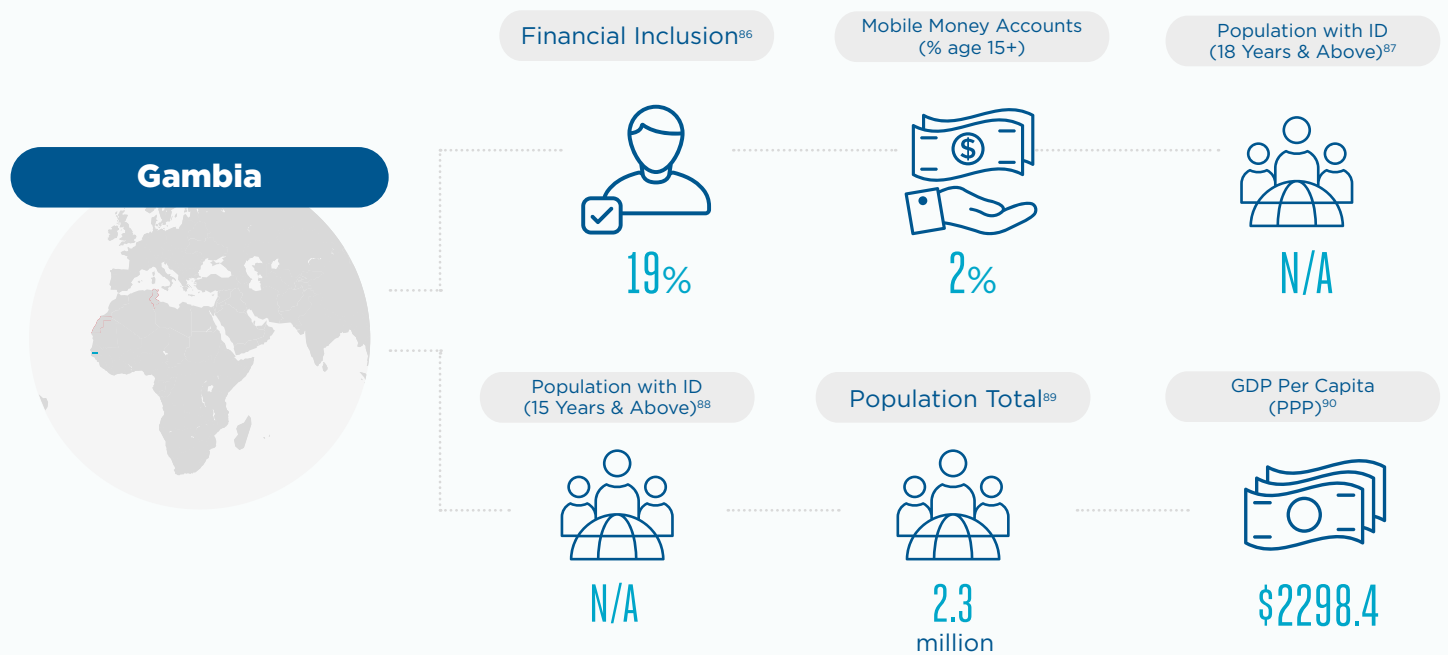 Gambia
Financial Inclusion⁸⁶
Mobile Money Accounts
(% age 15+)
Population with ID
(18 Years & Above)⁸⁷
$
19%
2%
N/A
Population with ID
(15 Years & Above)⁸⁸
Population Total⁸⁹
GDP Per Capita
(PPP)⁹⁰
N/A
2.3
million
$2298.4